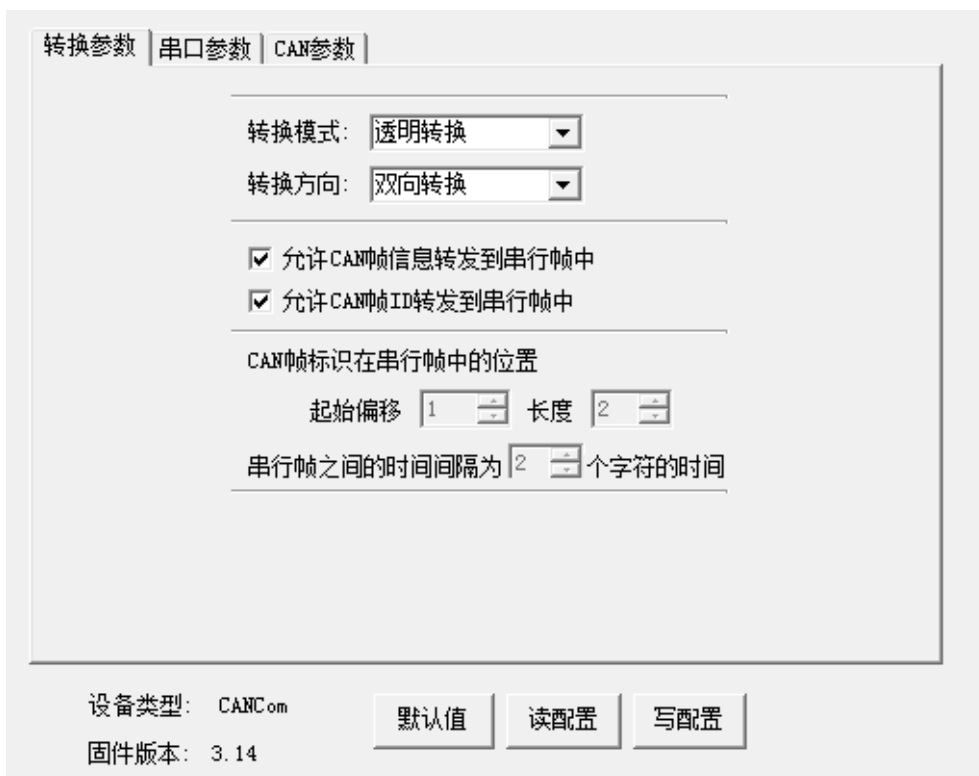 转换参数 串口参数 CAN参数
转换模式: 透明转换
转换方向: 双向转换
允许CAN帧信息转发到串行帧中
允许CAN帧ID转发到串行帧中
CAN帧标识在串行帧中的位置
起始偏移 1 长度 2
串行帧之间的时间间隔为 2 个字符的时间
设备类型: CANCom
默认值 读配置 写配置
固件版本: 3.14